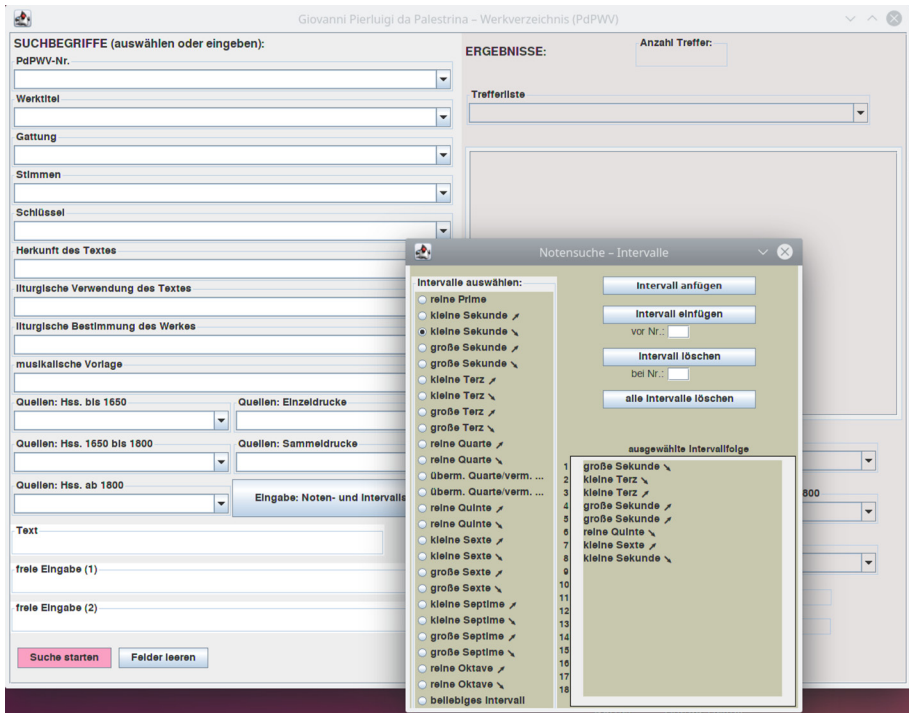 Giovanni Pierluigi da Palestrina – Werkverzeichnis (PdPWV)
SUCHBEGRIFFE (auswählen oder eingeben):
PdPWV-Nr.
Werktitel
Gattung
Stimmen
Schlüssel
Herkunft des Textes
liturgische Verwendung des Textes
liturgische Bestimmung des Werkes
musikalische Vorlage
Quellen: Hss. bis 1650
Quellen: Einzeldrucke
Quellen: Hss. 1650 bis 1800
Quellen: Sammeldrucke
Quellen: Hss. ab 1800
Eingabe: Noten- und Intervalls
Text
freie Eingabe (1)
freie Eingabe (2)
Suche starten
Felder leeren
ERGEBNISSE:
Anzahl Treffer:
Trefferliste
800
Notensuche – Intervalle
Intervalle auswählen:
reine Prime
kleine Sekunde ↗
kleine Sekunde ↘
große Sekunde ↗
große Sekunde ↘
kleine Terz ↗
kleine Terz ↘
große Terz ↗
große Terz ↘
reine Quarte ↗
reine Quarte ↘
überm. Quarte/verm. ...
überm. Quarte/verm. ...
reine Quinte ↗
reine Quinte ↘
kleine Sexte ↗
kleine Sexte ↘
große Sexte ↗
große Sexte ↘
kleine Septime ↗
kleine Septime ↘
große Septime ↗
große Septime ↘
reine Oktave ↗
reine Oktave ↘
beliebiges Intervall
Intervall anfügen
Intervall einfügen
vor Nr.:
Intervall löschen
bei Nr.:
alle Intervalle löschen
ausgewählte Intervallfolge
1 große Sekunde ↘
2 kleine Terz ↘
3 kleine Terz ↗
4 große Sekunde ↗
5 große Sekunde ↗
6 reine Quinte ↘
7 kleine Sexte ↗
8 kleine Sekunde ↘
9
10
11
12
13
14
15
16
17
18